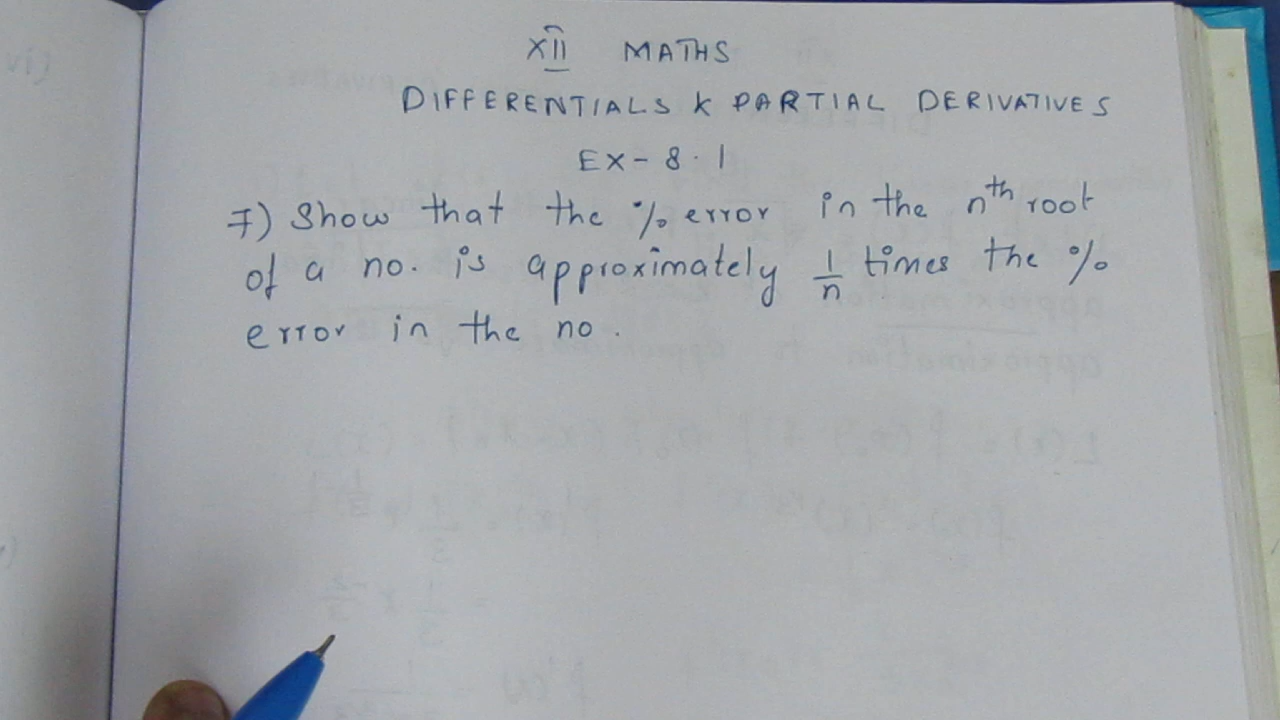 XII MATHS
DIFFERENTIALS & PARTIAL DERIVATIVES
EX - 8.1
7) Show that the % error in the nth root
of a no. is approximately 1/n times the %
error in the no.
vi)